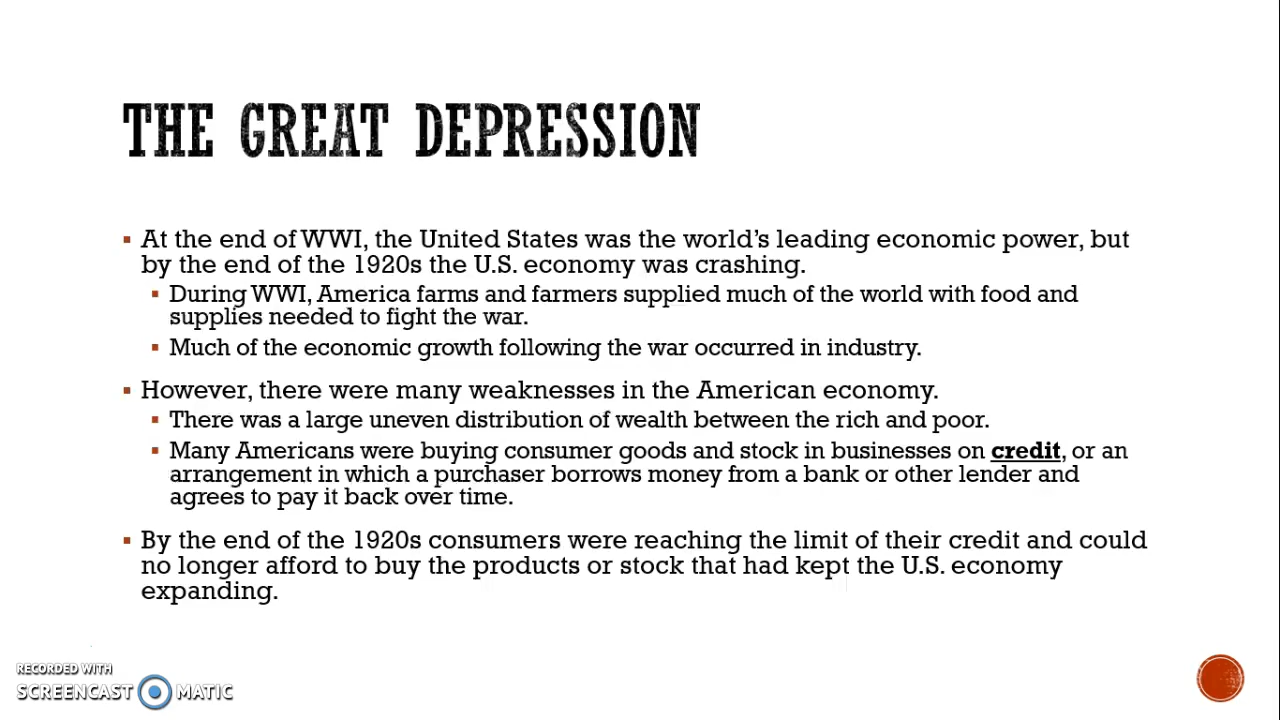 THE GREAT DEPRESSION
▪ At the end of WWI, the United States was the world's leading economic power, but
by the end of the 1920s the U.S. economy was crashing.
▪ During WWI, America farms and farmers supplied much of the world with food and
supplies needed to fight the war.
▪ Much of the economic growth following the war occurred in industry.
▪ However, there were many weaknesses in the American economy.
▪ There was a large uneven distribution of wealth between the rich and poor.
▪ Many Americans were buying consumer goods and stock in businesses on credit, or an
arrangement in which a purchaser borrows money from a bank or other lender and
agrees to pay it back over time.
▪ By the end of the 1920s consumers were reaching the limit of their credit and could
no longer afford to buy the products or stock that had kept the U.S. economy
expanding.
RECORDED WITH
SCREENCAST MATIC